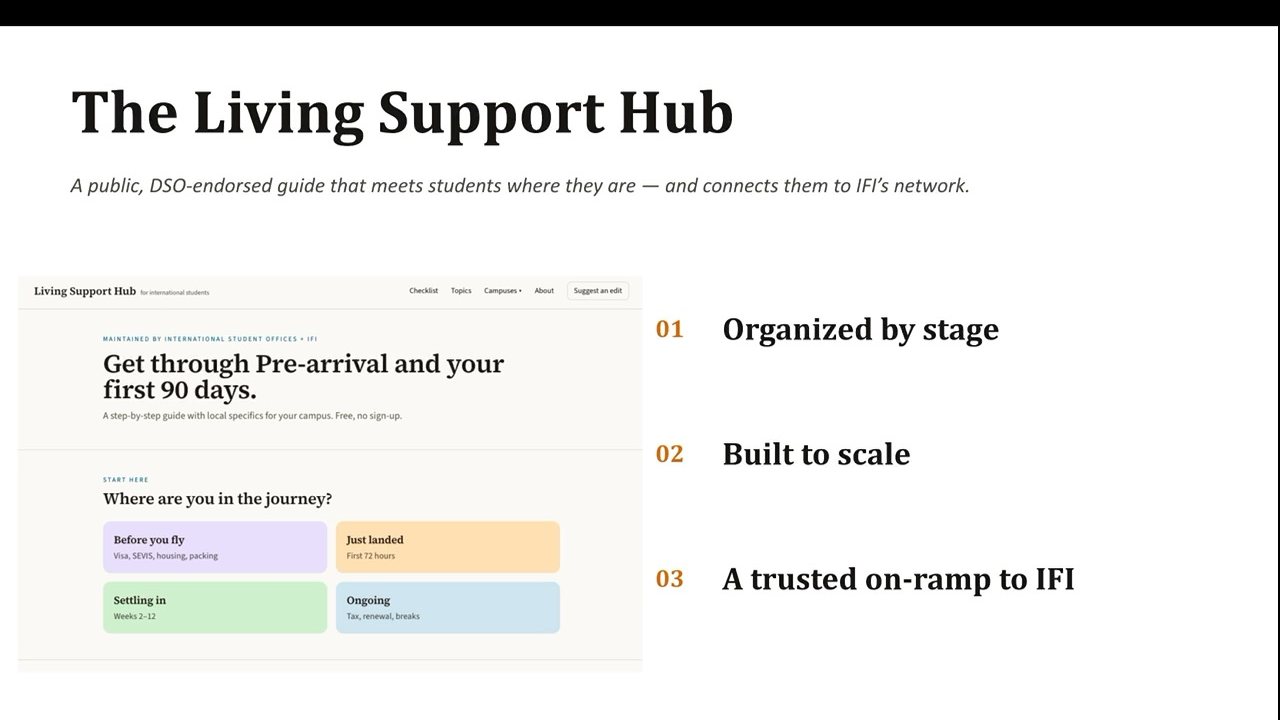 The Living Support Hub
A public, DSO-endorsed guide that meets students where they are — and connects them to IFI's network.
Living Support Hub for international students
Checklist Topics Campuses ▾ About Suggest an edit
MAINTAINED BY INTERNATIONAL STUDENT OFFICES + IFI
Get through Pre-arrival and your
first 90 days.
A step-by-step guide with local specifics for your campus. Free, no sign-up.
START HERE
Where are you in the journey?
Before you fly
Visa, SEVIS, housing, packing
Just landed
First 72 hours
Settling in
Weeks 2–12
Ongoing
Tax, renewal, breaks
01 Organized by stage
02 Built to scale
03 A trusted on-ramp to IFI